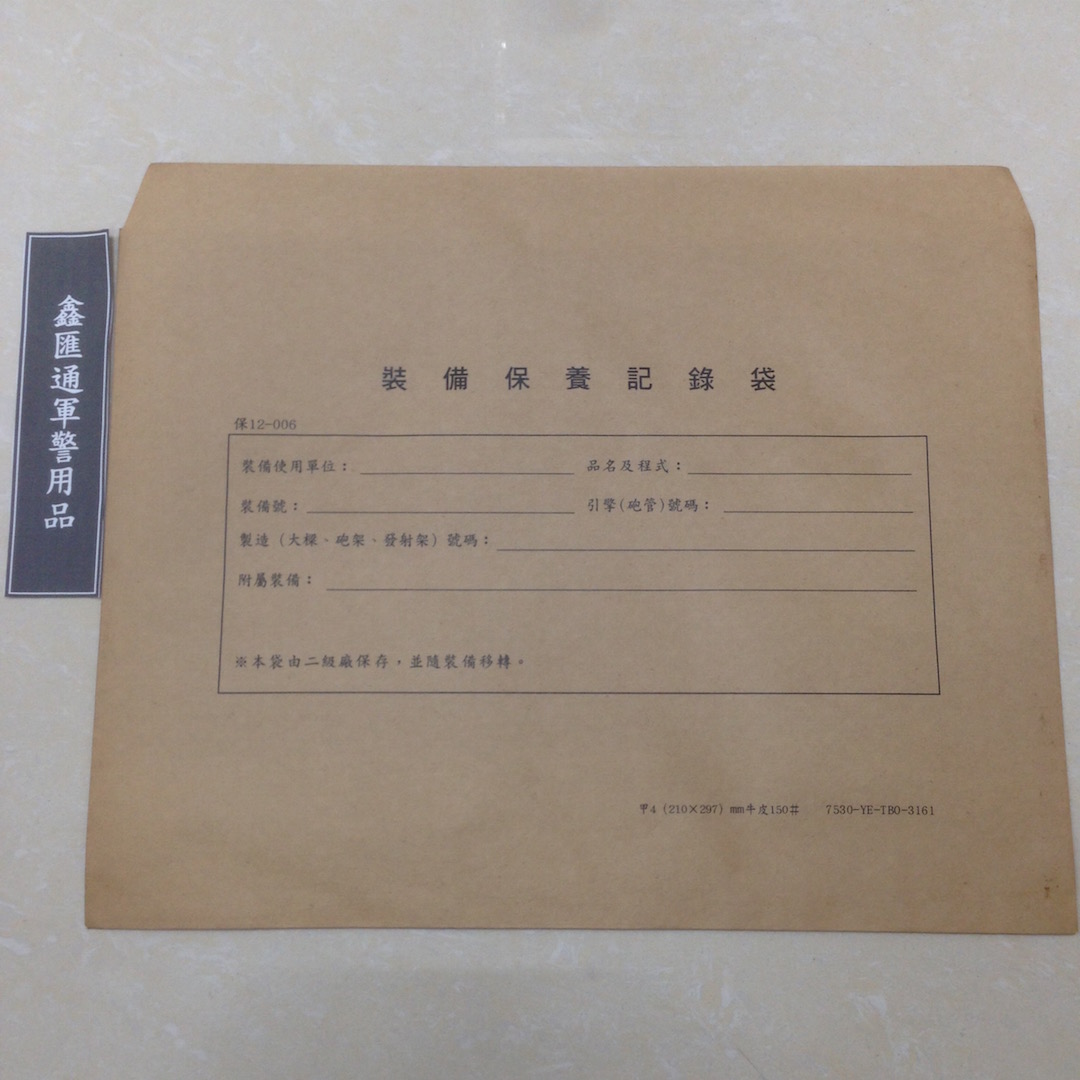 鑫匯通軍警用品
裝備保養記錄袋
保12-006
裝備使用單位： 品名及程式：
裝備號： 引擎(砲管)號碼：
製造（大樑、砲架、發射架）號碼：
附屬裝備：
※本袋由二級廠保存，並隨裝備移轉。
甲4（210×297）mm牛皮150# 7530-YE-TBO-3161